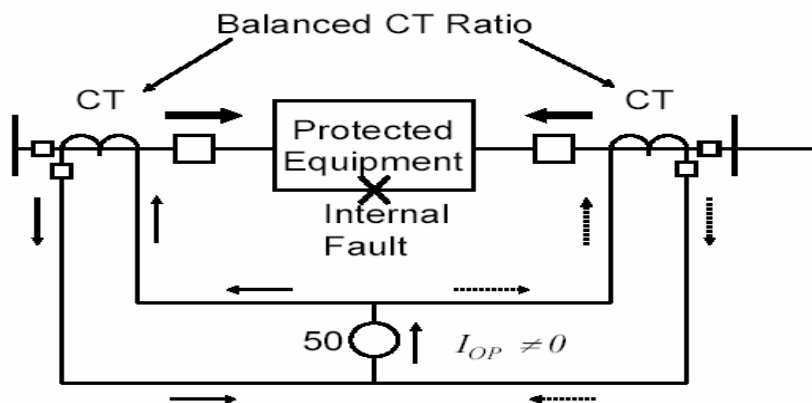 Balanced CT Ratio
CT
CT
Protected
Equipment
Internal
Fault
50
I_OP ≠ 0